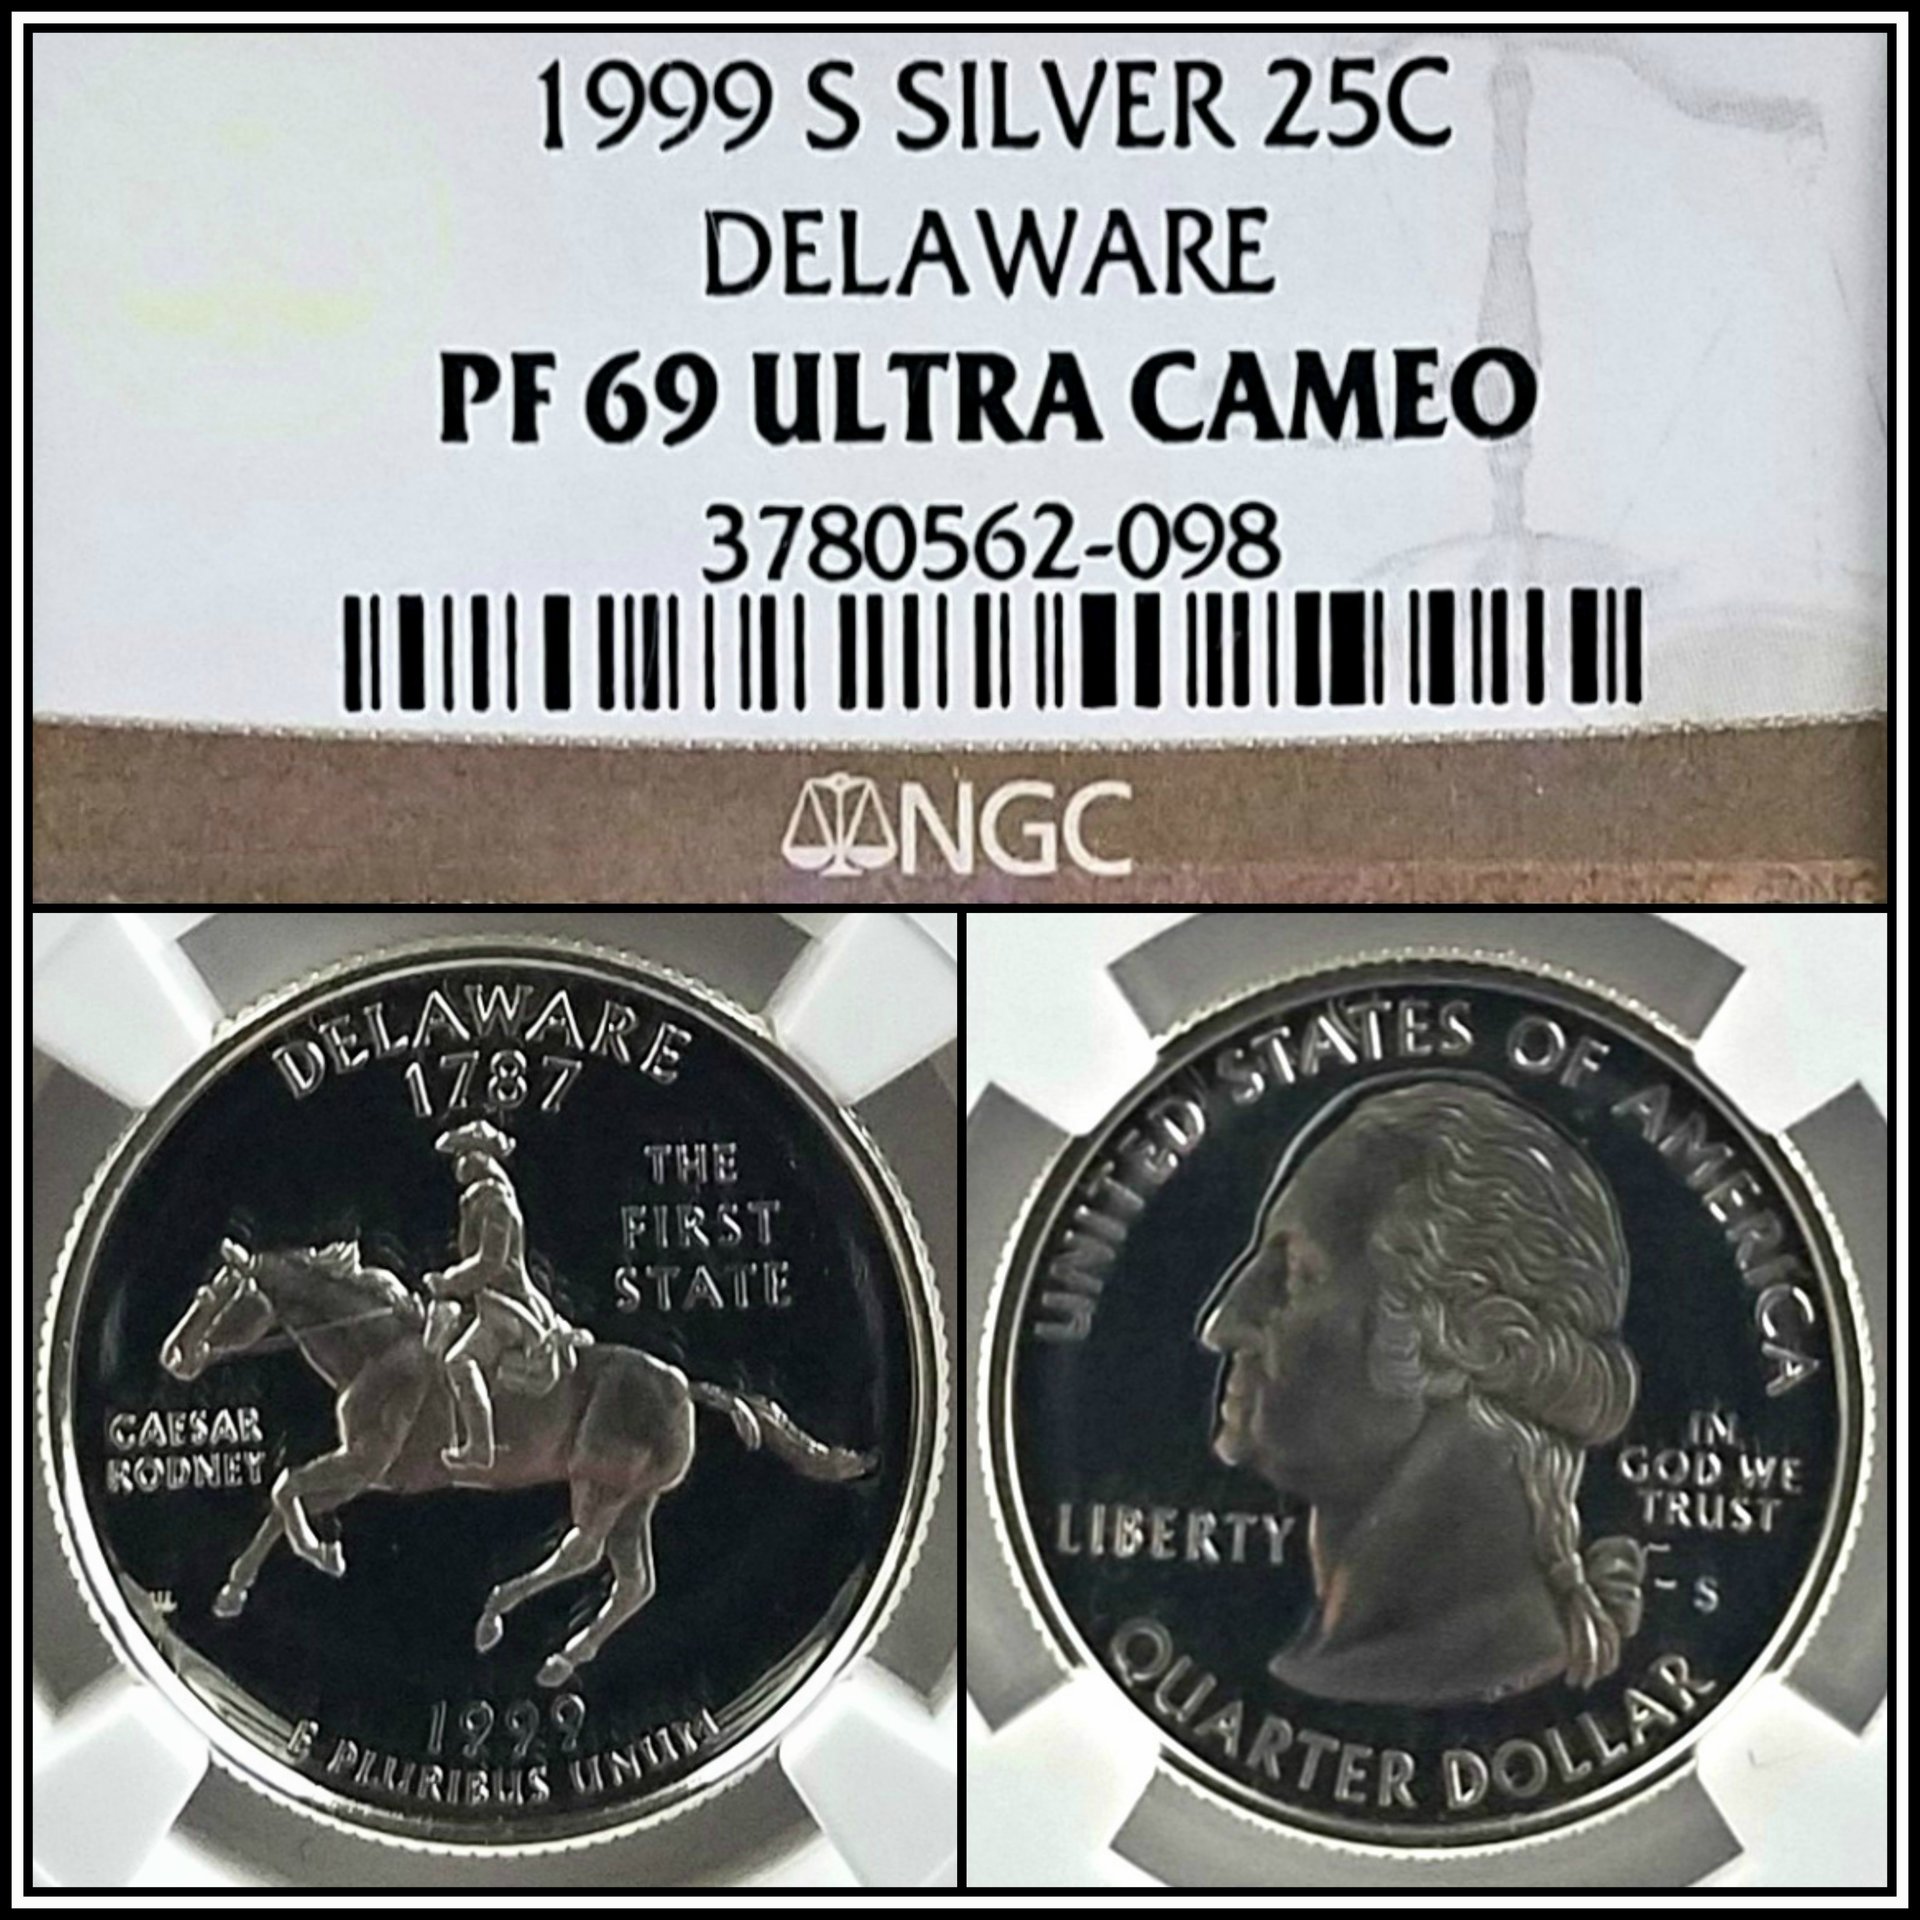 1999 S SILVER 25C
DELAWARE
PF 69 ULTRA CAMEO
3780562-098
NGC
DELAWARE
1787
THE
FIRST
STATE
CAESAR
RODNEY
1999
E PLURIBUS UNUM
UNITED STATES OF AMERICA
IN
GOD WE
TRUST
LIBERTY
S
QUARTER DOLLAR